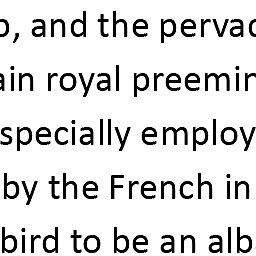 o, and the pervad
ain royal preemin
specially employ
by the French in
bird to be an alba